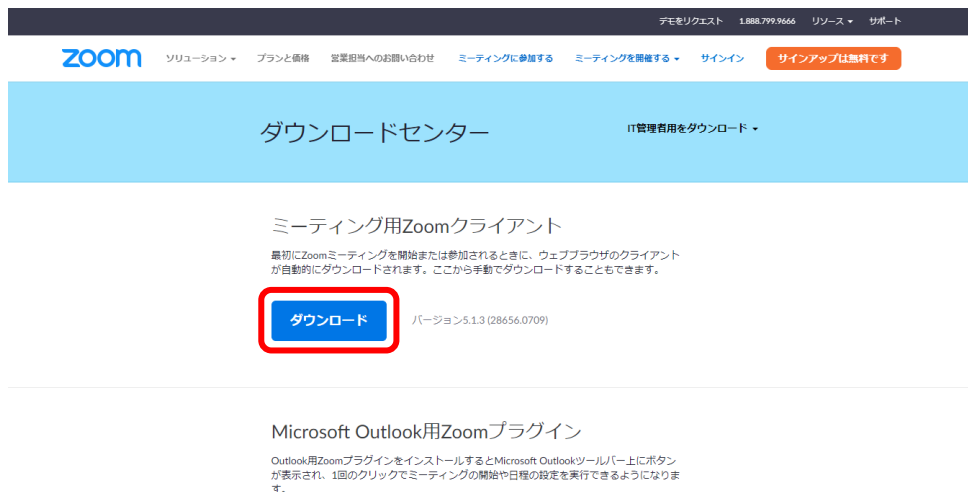 デモをリクエスト 1.888.799.9666 リソース サポート
zoom ソリューション プランと価格 営業担当へのお問い合わせ ミーティングに参加する ミーティングを開催する サインイン サインアップは無料です
ダウンロードセンター IT管理者用をダウンロード
ミーティング用Zoomクライアント
最初にZoomミーティングを開始または参加されるときに、ウェブブラウザのクライアント
が自動的にダウンロードされます。ここから手動でダウンロードすることもできます。
ダウンロード バージョン5.1.3 (28656.0709)
Microsoft Outlook用Zoomプラグイン
Outlook用ZoomプラグインをインストールするとMicrosoft Outlookツールバー上にボタン
が表示され、1回のクリックでミーティングの開始や日程の設定を実行できるようになりま
す。